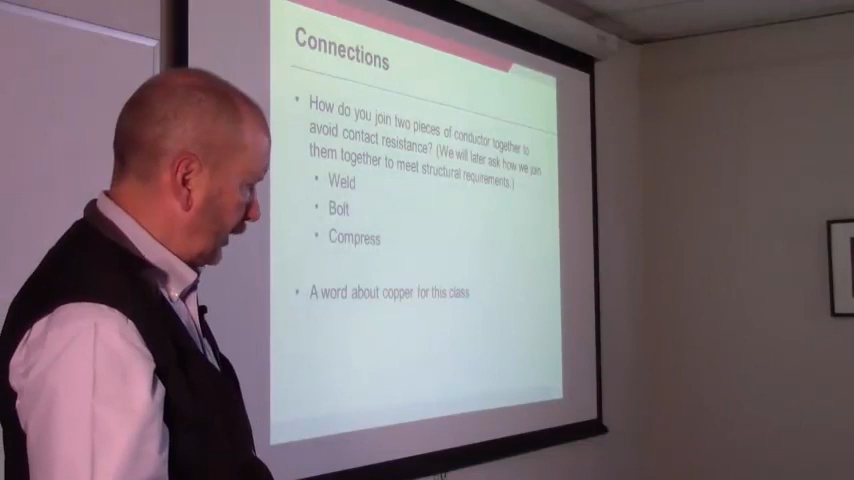 Connections
• How do you join two pieces of conductor together to
avoid contact resistance? (We will later ask how we join
them together to meet structural requirements.)
• Weld
• Bolt
• Compress
• A word about copper for this class